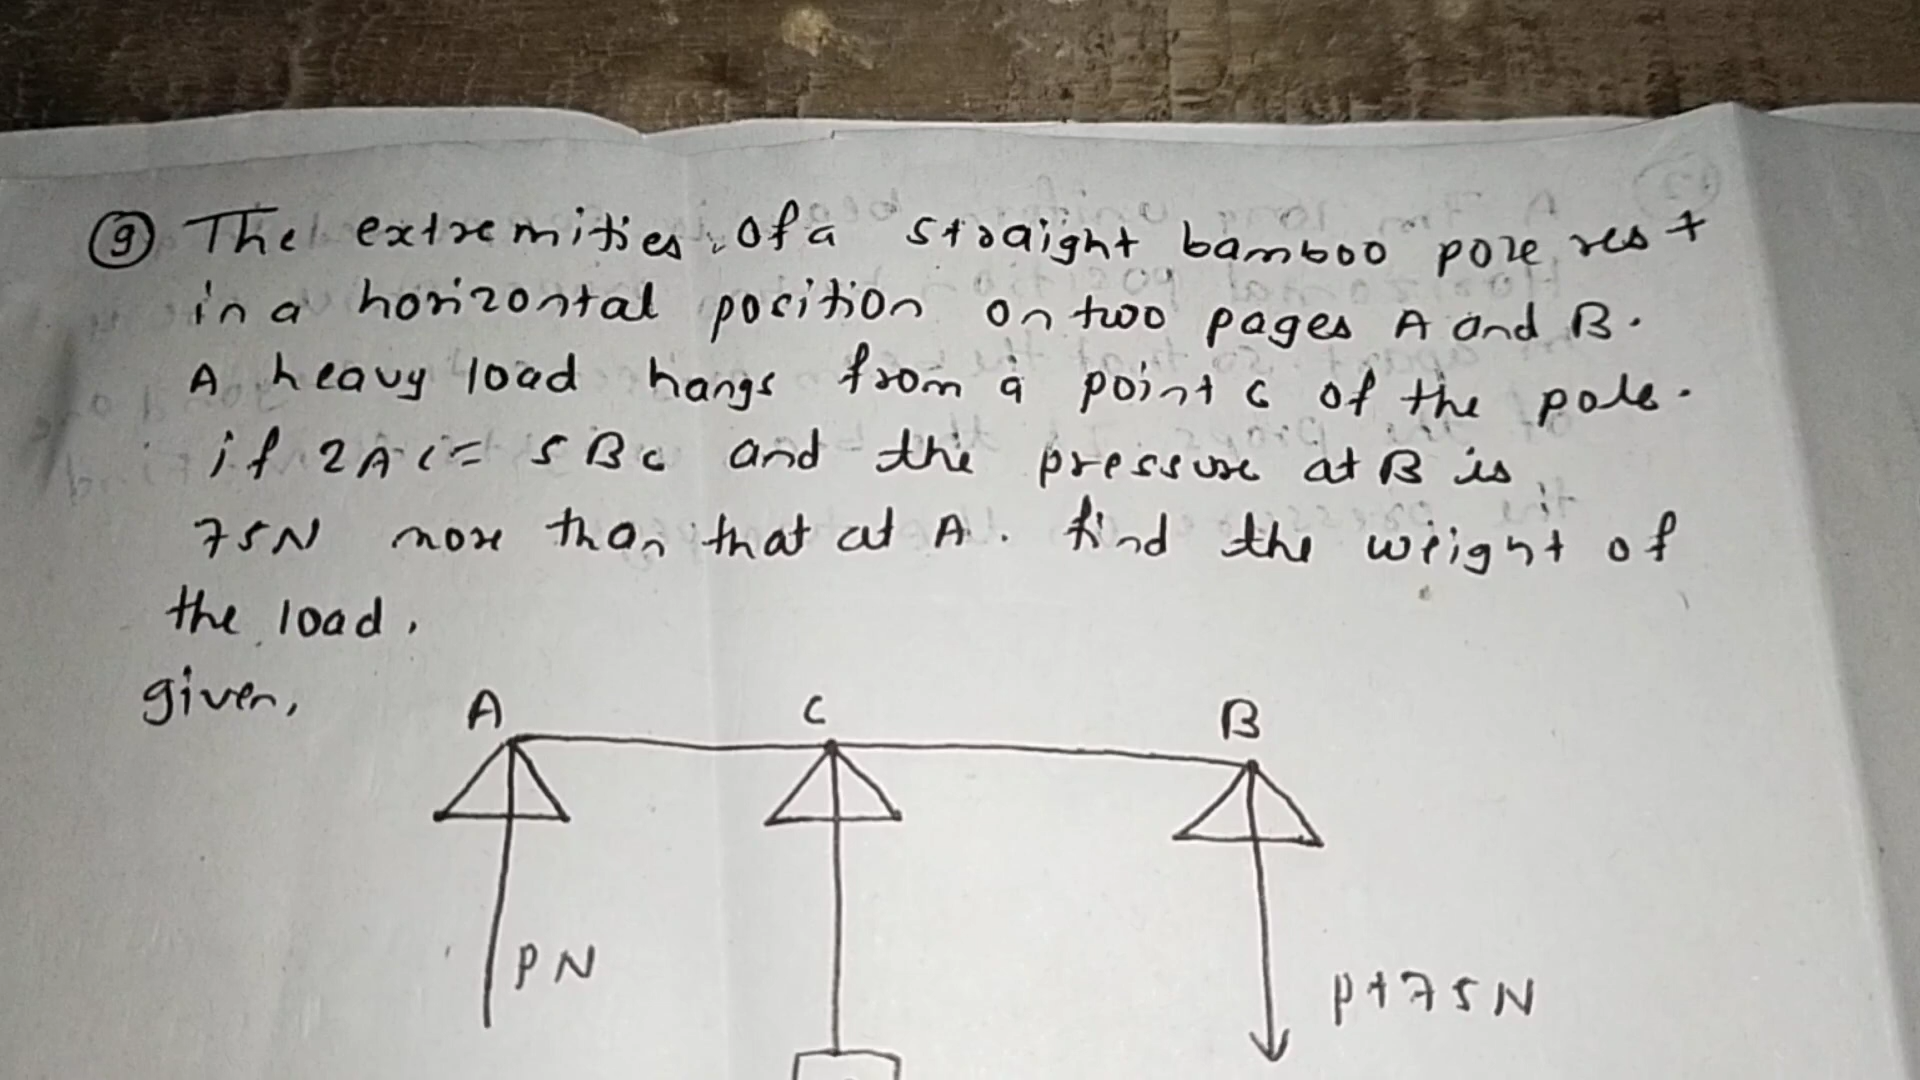 9 The extremities of a straight bamboo pole rest
in a horizontal pocition on two pages A and B.
A heavy load hangs from a point C of the pole.
if 2AC = 5BC and the pressure at B is
75N more than that at A. find the weight of
the load.
given,
A C B
PN
P+75N